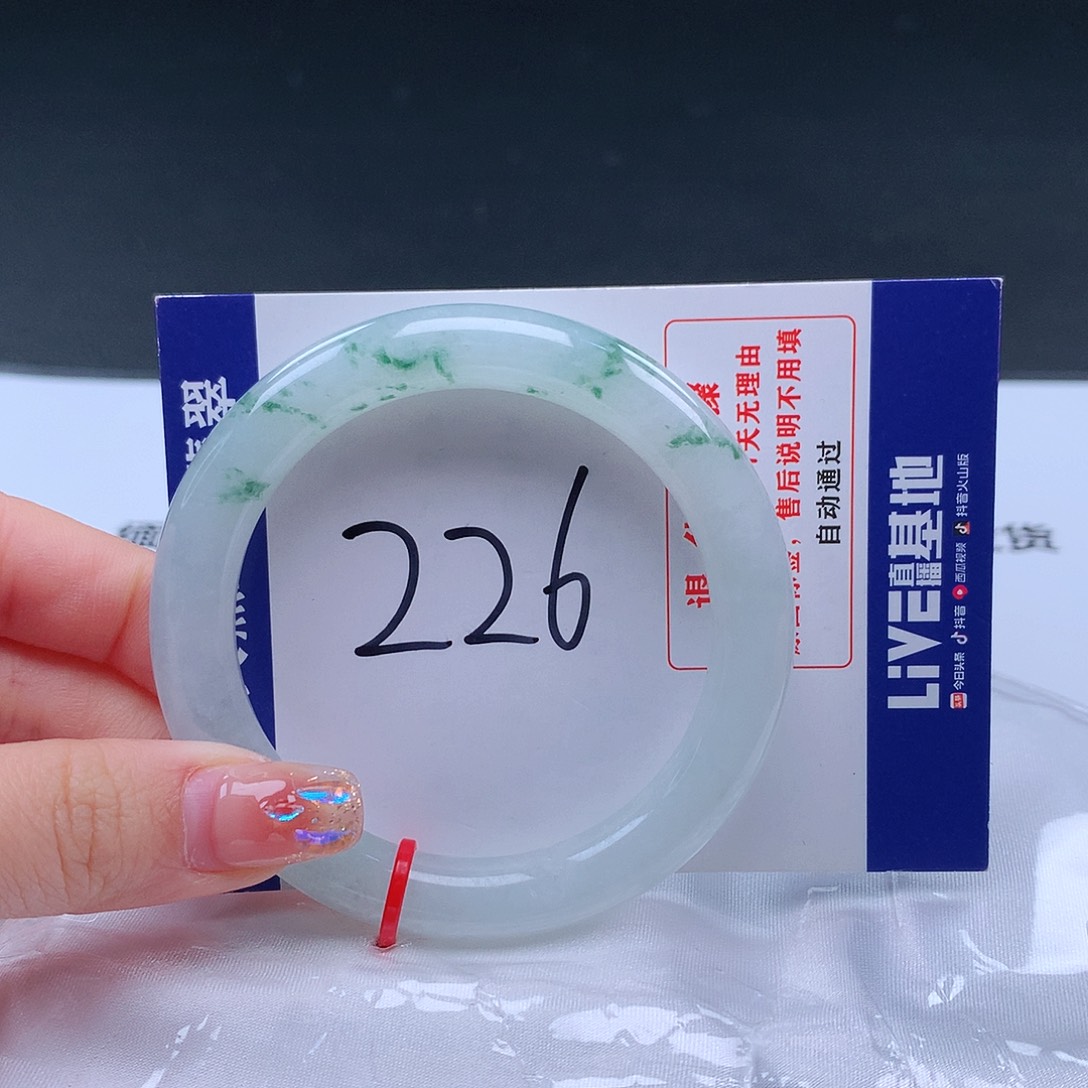 翠
226
天无理由
售后说明不用填
自动通过
LiVE直播基地
今日头条 抖音 西瓜视频 抖音火山版
货